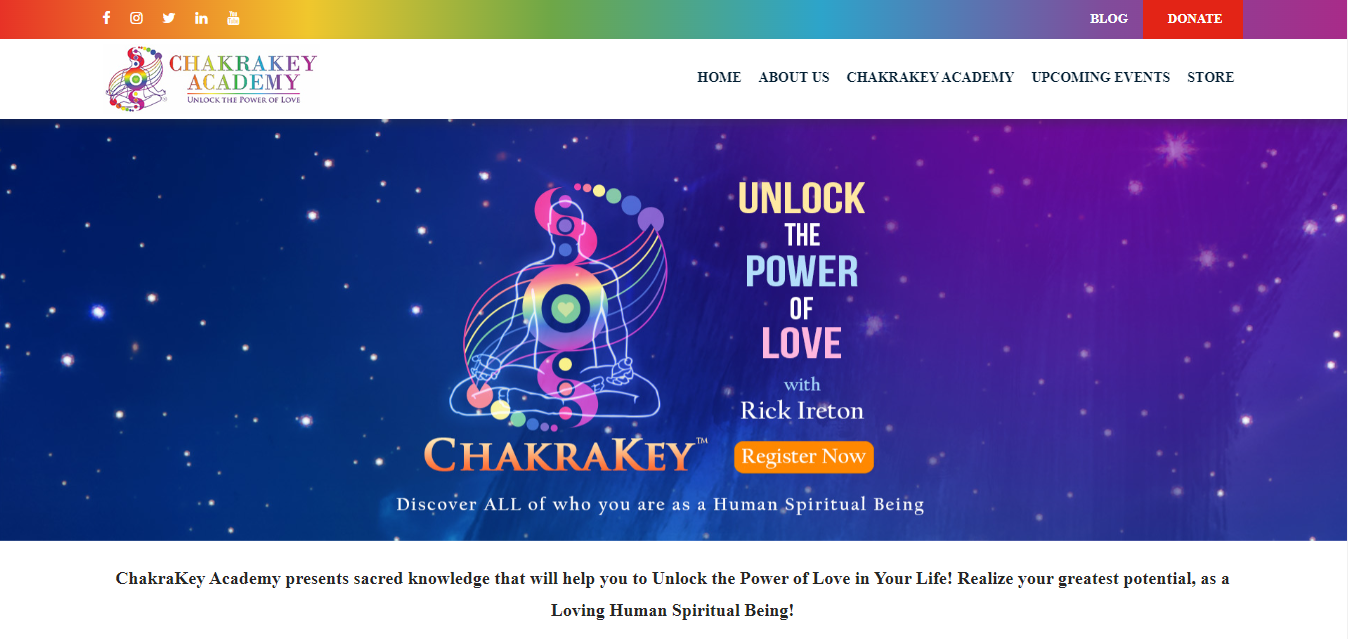 BLOG
DONATE
You Tube
CHAKRAKEY
ACADEMY
UNLOCK THE POWER OF LOVE
HOME ABOUT US CHAKRAKEY ACADEMY UPCOMING EVENTS STORE
UNLOCK
THE
POWER
OF
LOVE
with
Rick Ireton
Register Now
CHAKRAKEY™
Discover ALL of who you are as a Human Spiritual Being
ChakraKey Academy presents sacred knowledge that will help you to Unlock the Power of Love in Your Life! Realize your greatest potential, as a
Loving Human Spiritual Being!